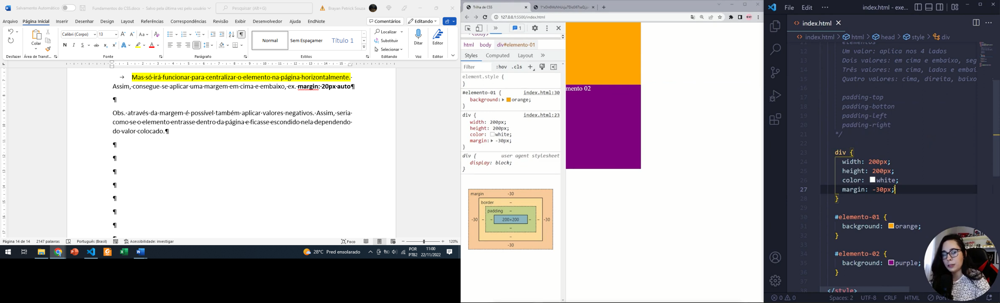 Salvamento Automático
Fundamentos do CSS.docx - Salvo pela última vez pelo usuário
Pesquisar (Alt+G)
Brayan Petrick Souza
Arquivo Página Inicial Inserir Desenhar Design Layout Referências Correspondências Revisão Exibir Desenvolvedor Ajuda EndNote
Comentários Editando
Calibri (Corpo) 13
Colar
Normal
Sem Espaçamer
Título 1
Localizar
Substituir
Selecionar
Ditar
Editor
Desfazer Área de Transf... Fonte Parágrafo Estilos Editando Voz Editor
→ Mas·só·irá·funcionar·para·centralizar·o·elemento·na·página·horizontalmente.·
Assim,·consegue-se·aplicar·uma·margem·em·cima·e·embaixo,·ex.·margin:·20px·auto¶
¶
Obs.·através·da·margem·é·possível·também·aplicar·valores·negativos.·Assim,·seria·
como·se·o·elemento·entrasse·dentro·da·página·e·ficasse·escondido·nela·dependendo·
do·valor·colocado.¶
¶
¶
¶
¶
¶
¶
¶
Página 14 de 14 2147 palavras Português (Brasil) Acessibilidade: investigar Foco 120%
28°C Pred ensolarado
POR
PTB2
11:00
22/11/2022
Trilha de CSS
127.0.0.1:5500/index.html
1
<body>
html body div#elemento-01
Styles Computed Layout
Filter :hov .cls
element.style {
}
#elemento-01 { index.html:30
background: orange;
}
div { index.html:23
width: 200px;
height: 200px;
color: white;
margin: -30px;
}
div { user agent stylesheet
display: block;
}
margin -30
border –
padding –
-30 – – 200×200 – – -30
–
–
-30
mento 02
File Edit ··· index.html - exe...
index.html
index.html > html > head > style > div
11 elementos
12 Um valor: aplica nos 4 lados
13 Dois valores: em cima e embaixo, seg
14 Três valores: em cima, lados e embai
15 Quatro valores: cima, direita, baixo
16
17 padding-top
18 padding-botton
19 padding-left
20 padding-right
21 */
22
23 div {
24 width: 200px;
25 height: 200px;
26 color: white;
27 margin: -30px;
28 }
29
30 #elemento-01 {
31 background: orange;
32 }
33
34 #elemento-02 {
35 background: purple;
36 }
37
38 </style>
0 0 Spaces: 2 UTF-8 CRLF HTML Por